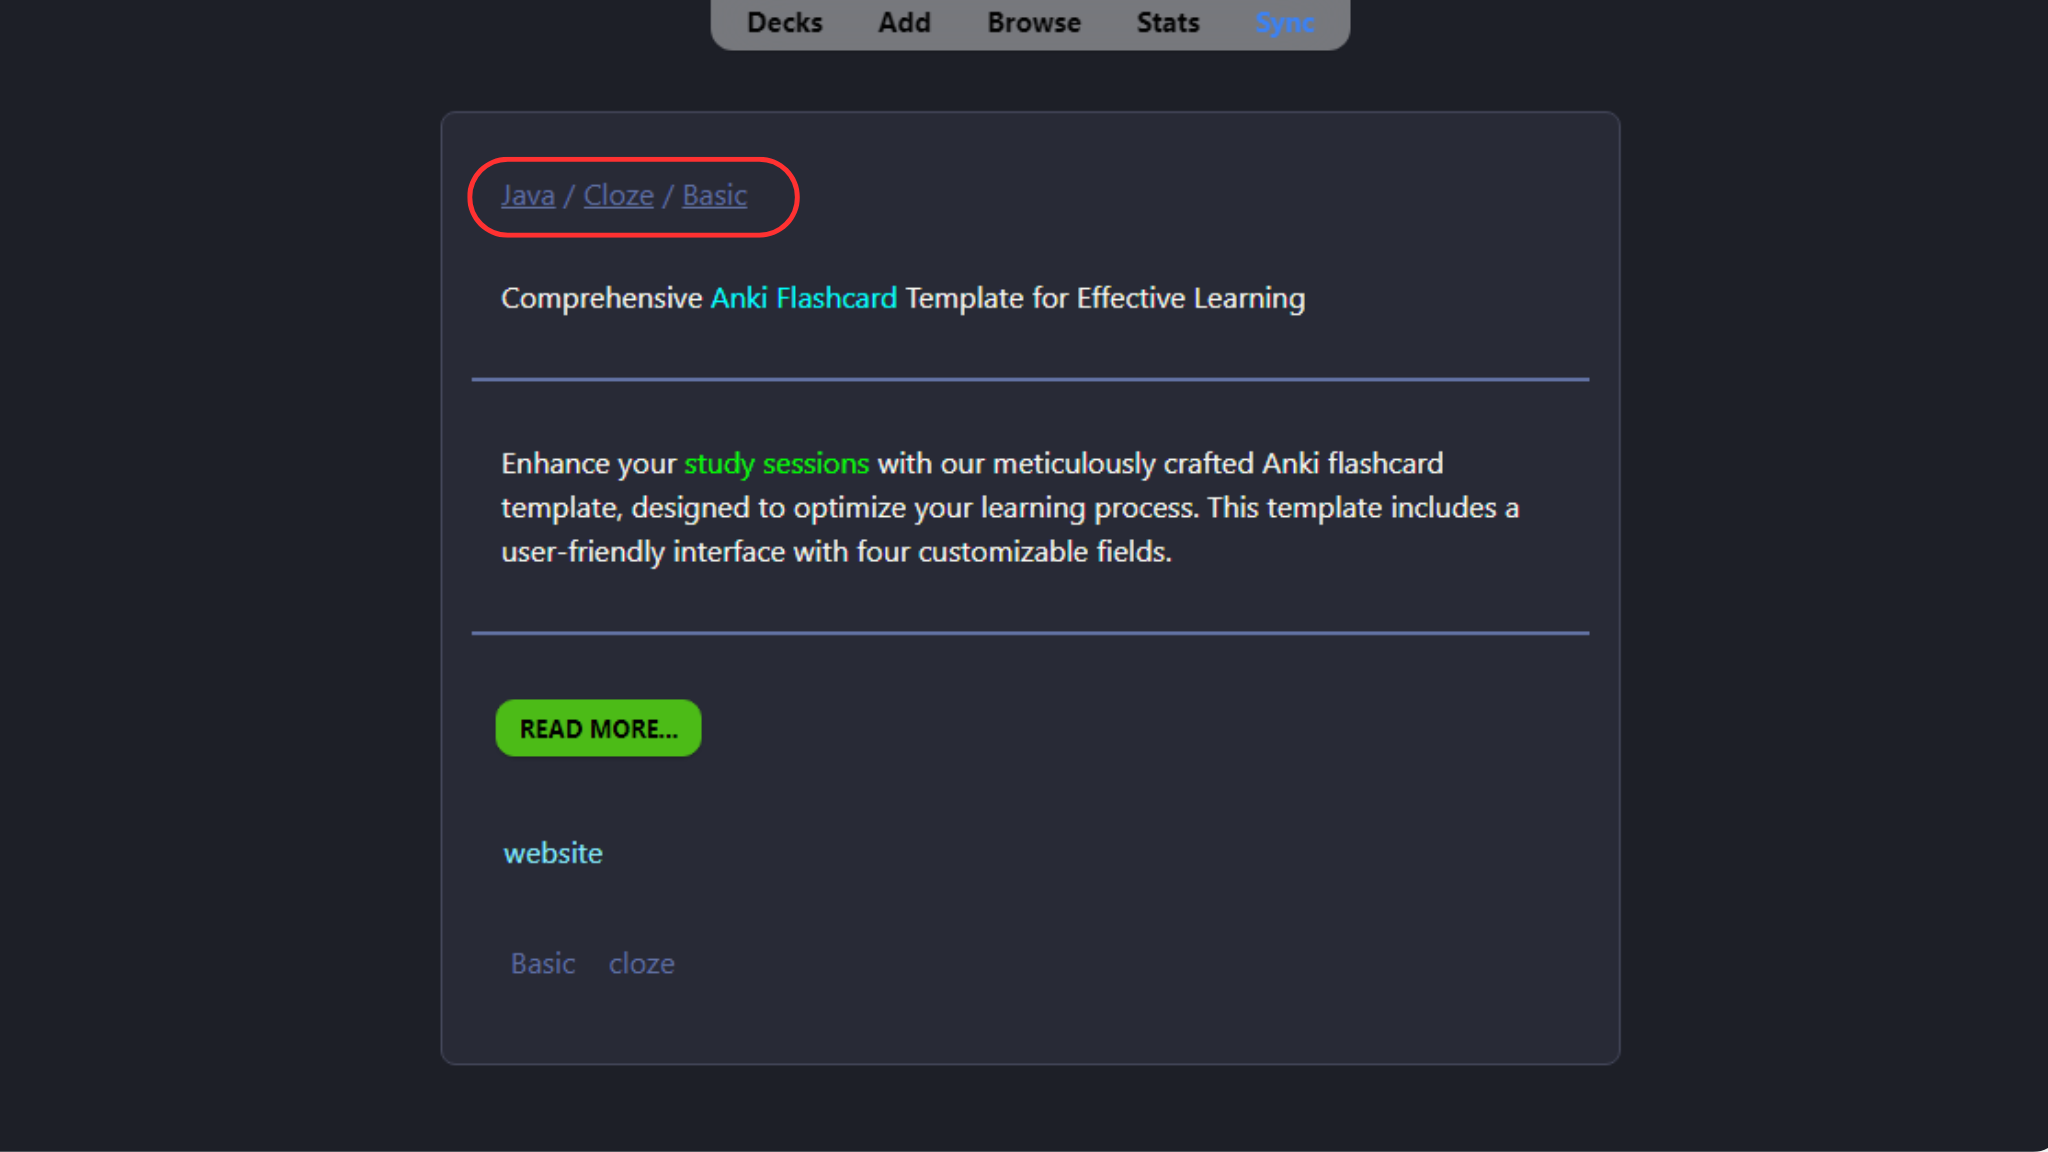 Decks Add Browse Stats Sync
Java / Cloze / Basic
Comprehensive Anki Flashcard Template for Effective Learning
Enhance your study sessions with our meticulously crafted Anki flashcard
template, designed to optimize your learning process. This template includes a
user-friendly interface with four customizable fields.
READ MORE...
website
Basic cloze